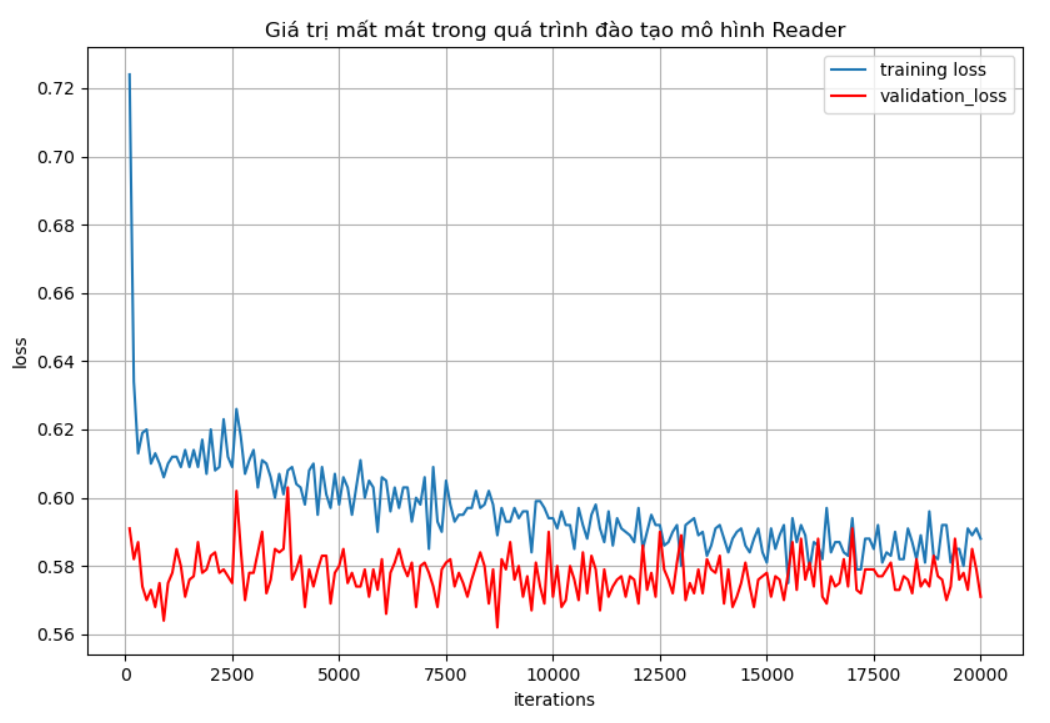 Giá trị mất mát trong quá trình đào tạo mô hình Reader
training loss
validation_loss
0.72
0.70
0.68
0.66
0.64
0.62
0.60
0.58
0.56
loss
0 2500 5000 7500 10000 12500 15000 17500 20000
iterations